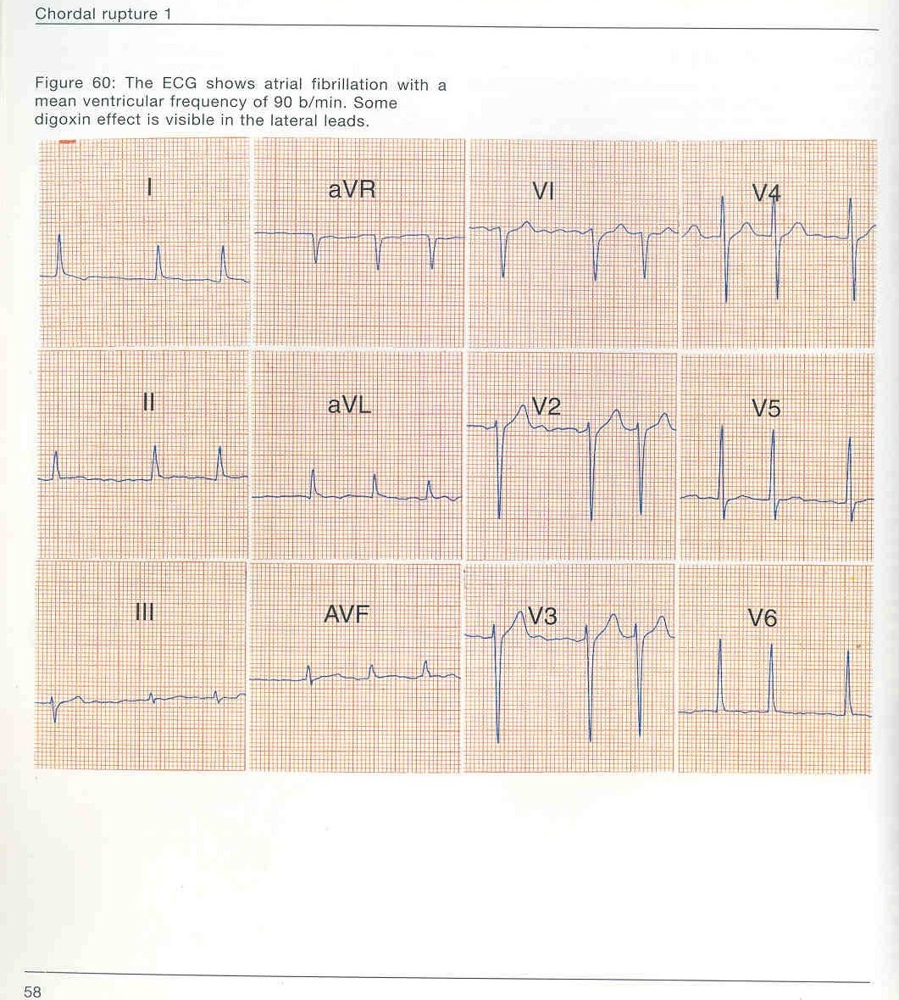 Chordal rupture 1
Figure 60: The ECG shows atrial fibrillation with a
mean ventricular frequency of 90 b/min. Some
digoxin effect is visible in the lateral leads.
I
aVR
VI
V4
II
aVL
V2
V5
III
AVF
V3
V6
58